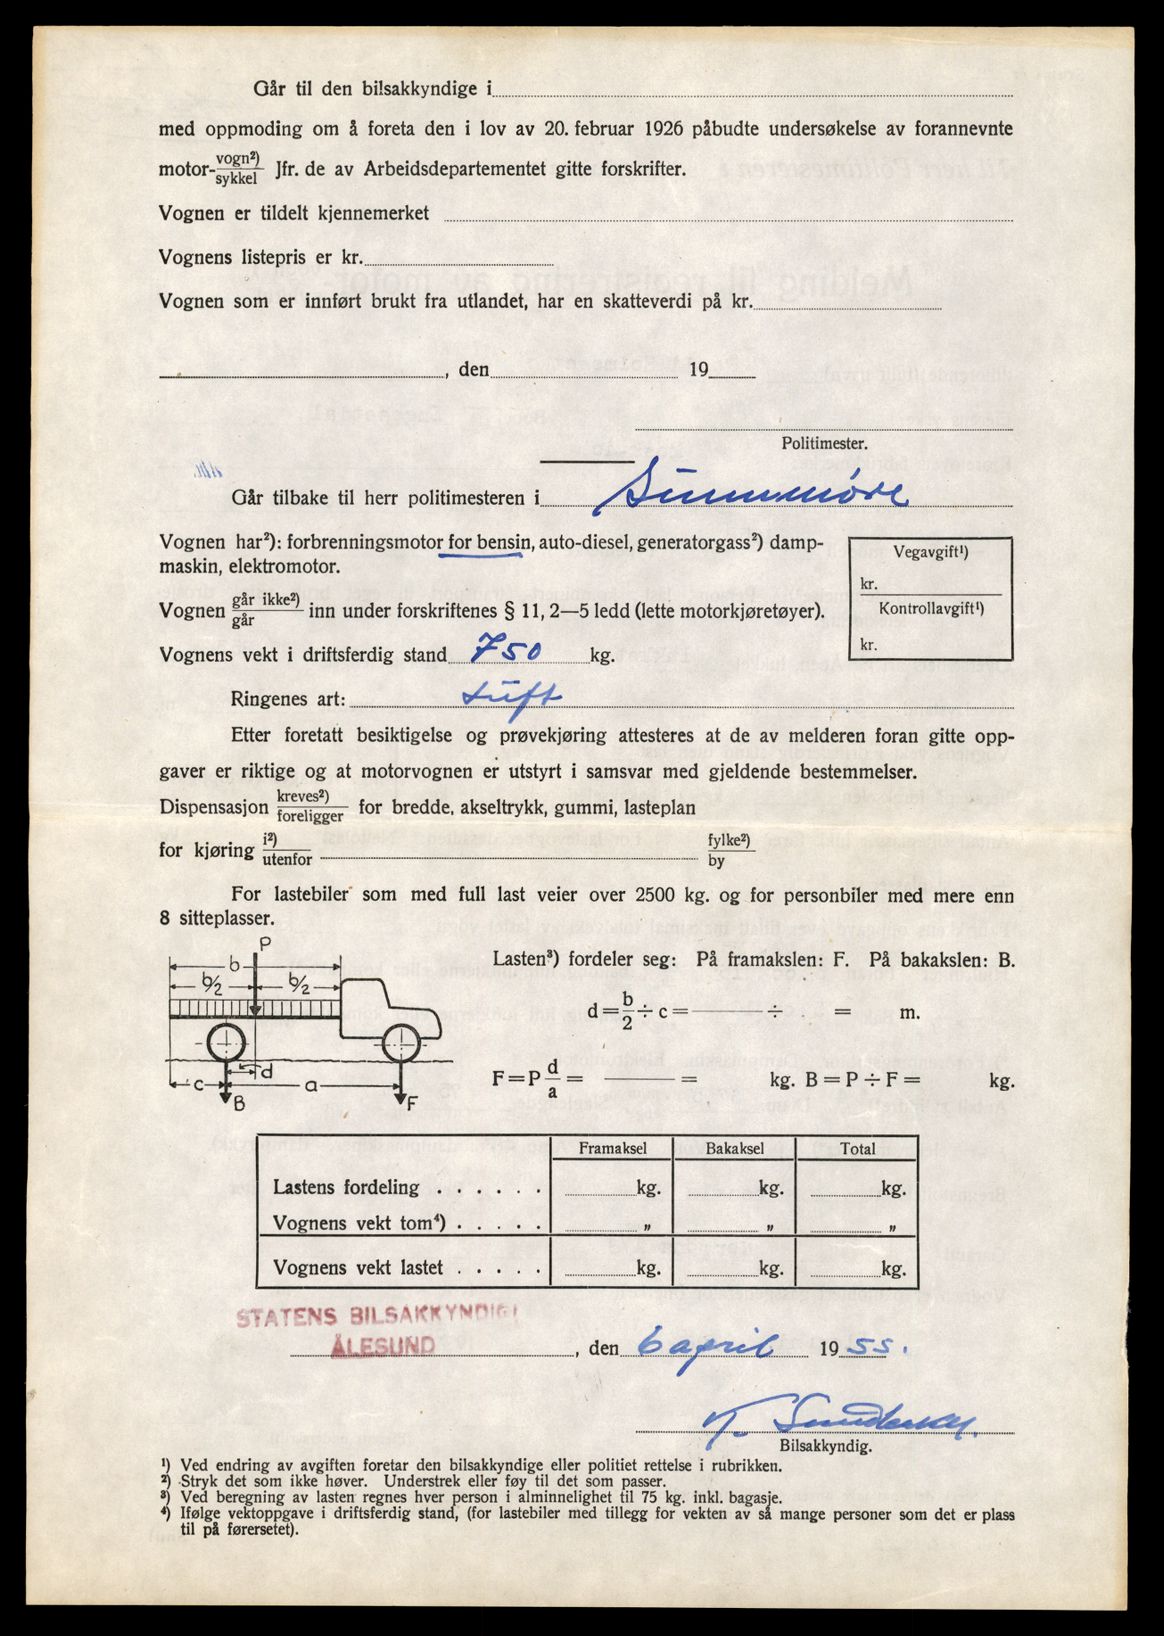 Går til den bilsakkyndige i
med oppmoding om å foreta den i lov av 20. februar 1926 påbudte undersøkelse av forannevnte
motor- vogn²) / sykkel Jfr. de av Arbeidsdepartementet gitte forskrifter.
Vognen er tildelt kjennemerket
Vognens listepris er kr.
Vognen som er innført brukt fra utlandet, har en skatteverdi på kr.
, den 19
Politimester.
Går tilbake til herr politimesteren i Sunnmøre
Vognen har²): forbrenningsmotor for bensin, auto-diesel, generatorgass²) damp-
maskin, elektromotor.
Vegavgift¹)
kr.
Kontrollavgift¹)
kr.
Vognen går ikke²) / går inn under forskriftenes § 11, 2—5 ledd (lette motorkjøretøyer).
Vognens vekt i driftsferdig stand 750 kg.
Ringenes art: Luft
Etter foretatt besiktigelse og prøvekjøring attesteres at de av melderen foran gitte opp-
gaver er riktige og at motorvognen er utstyrt i samsvar med gjeldende bestemmelser.
Dispensasjon kreves²) / foreligger for bredde, akseltrykk, gummi, lasteplan
for kjøring i²) / utenfor fylke²) / by
For lastebiler som med full last veier over 2500 kg. og for personbiler med mere enn
8 sitteplasser.
P
b
b/2 b/2
d
c a
B F
Lasten³) fordeler seg: På framakslen: F. På bakakslen: B.
d = b/2 ÷ c = ÷ = m.
F = P d/a = = kg. B = P ÷ F = kg.
Framaksel Bakaksel Total
Lastens fordeling . . . . . . kg. kg. kg.
Vognens vekt tom⁴) . . . . . „ „ „
Vognens vekt lastet . . . . . kg. kg. kg.
STATENS BILSAKKYNDIGE
ÅLESUND , den 6 april 1955.
Bilsakkyndig.
¹) Ved endring av avgiften foretar den bilsakkyndige eller politiet rettelse i rubrikken.
²) Stryk det som ikke høver. Understrek eller føy til det som passer.
³) Ved beregning av lasten regnes hver person i alminnelighet til 75 kg. inkl. bagasje.
⁴) Ifølge vektoppgave i driftsferdig stand, (for lastebiler med tillegg for vekten av så mange personer som det er plass
til på førersetet).